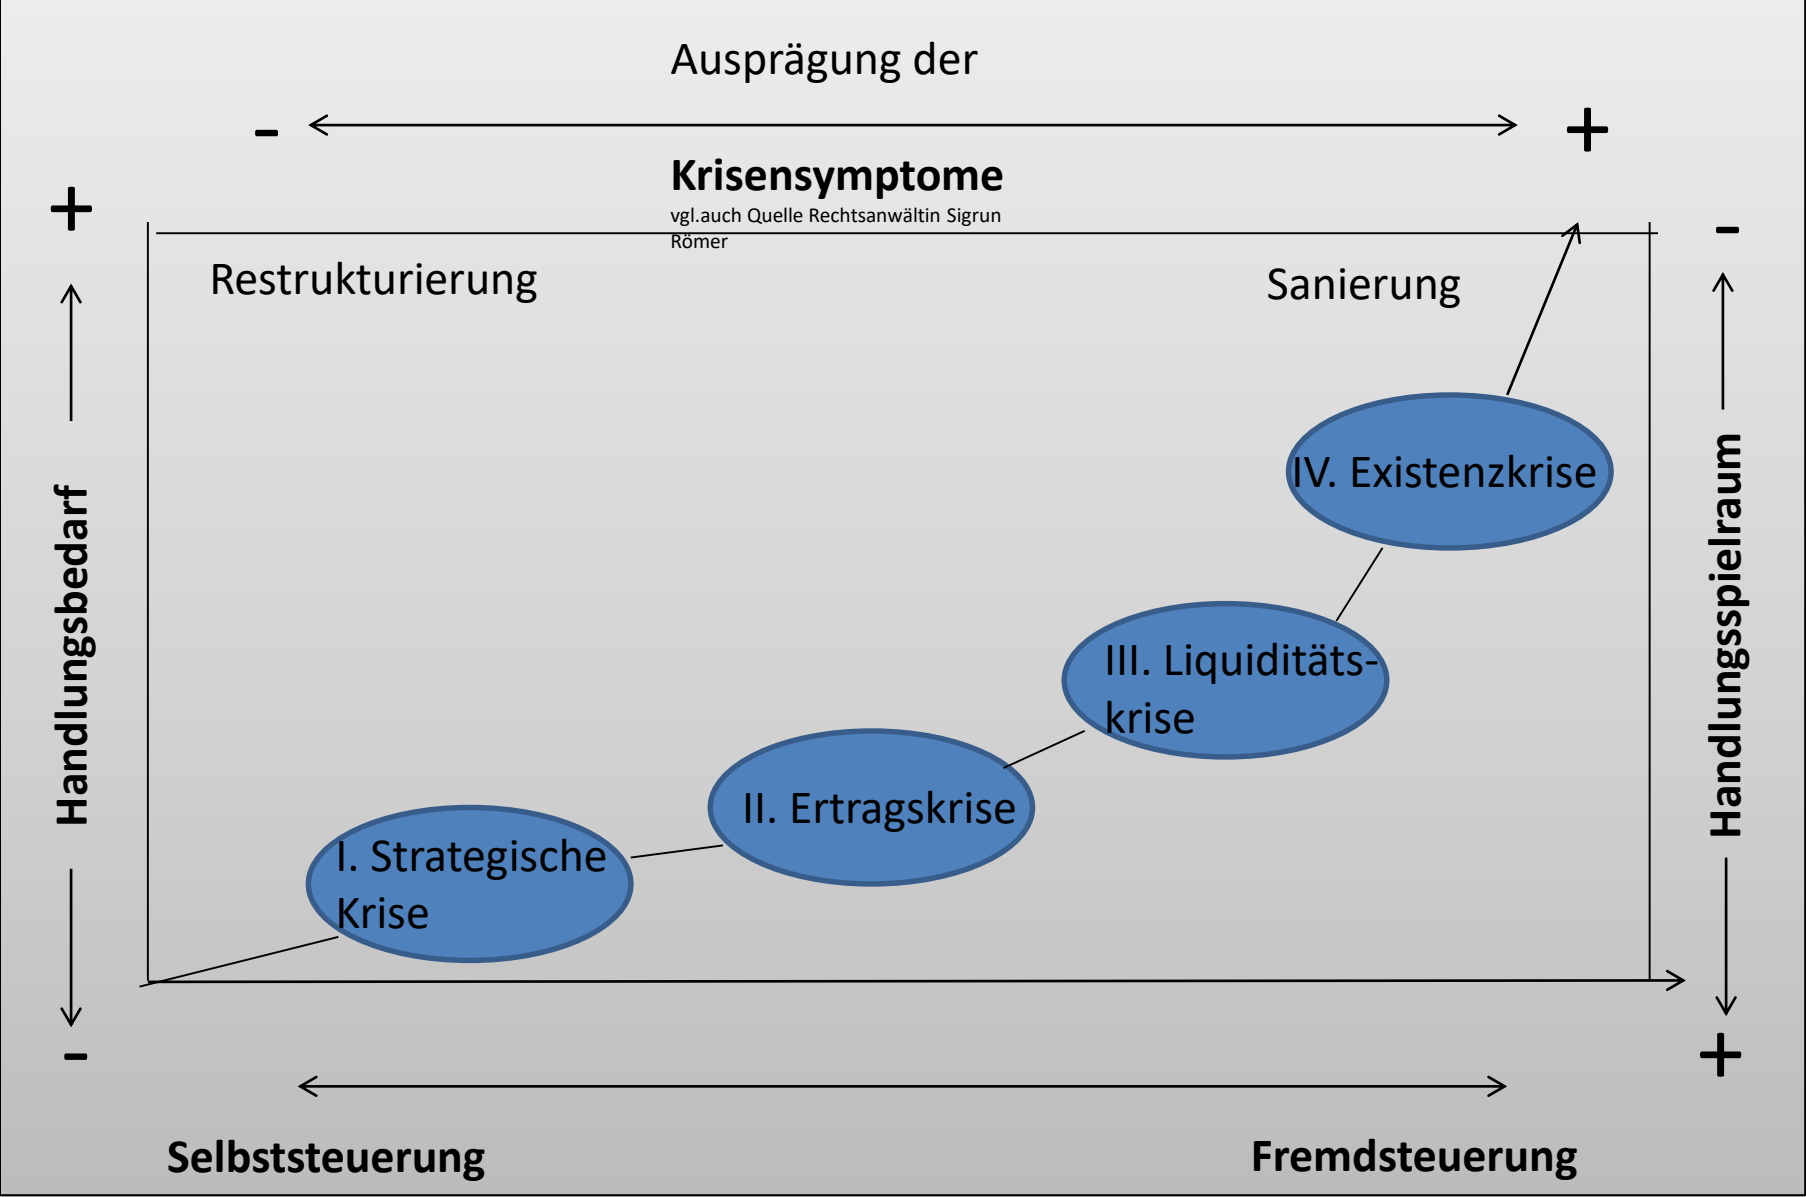 Ausprägung der
- +
Krisensymptome
vgl.auch Quelle Rechtsanwältin Sigrun
Römer
+ -
Restrukturierung
Sanierung
Handlungsbedarf
Handlungsspielraum
IV. Existenzkrise
III. Liquiditäts-
krise
II. Ertragskrise
I. Strategische
Krise
- +
Selbststeuerung
Fremdsteuerung